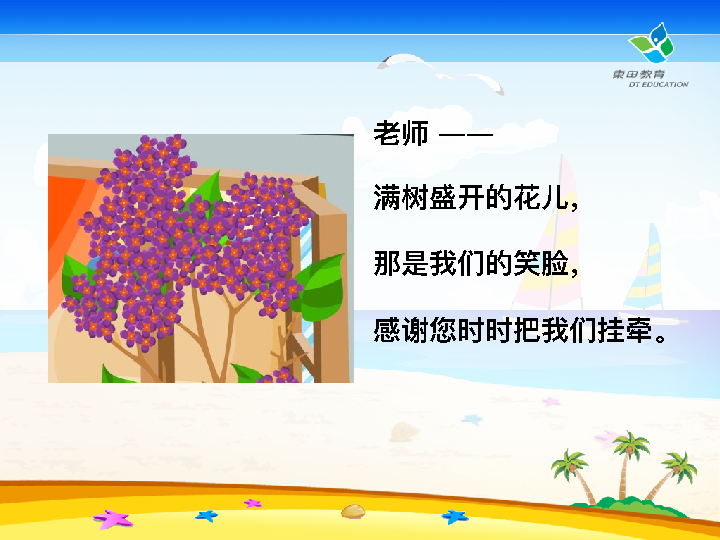 東田教育
DT EDUCATION
老师 ——
满树盛开的花儿，
那是我们的笑脸，
感谢您时时把我们挂牵。